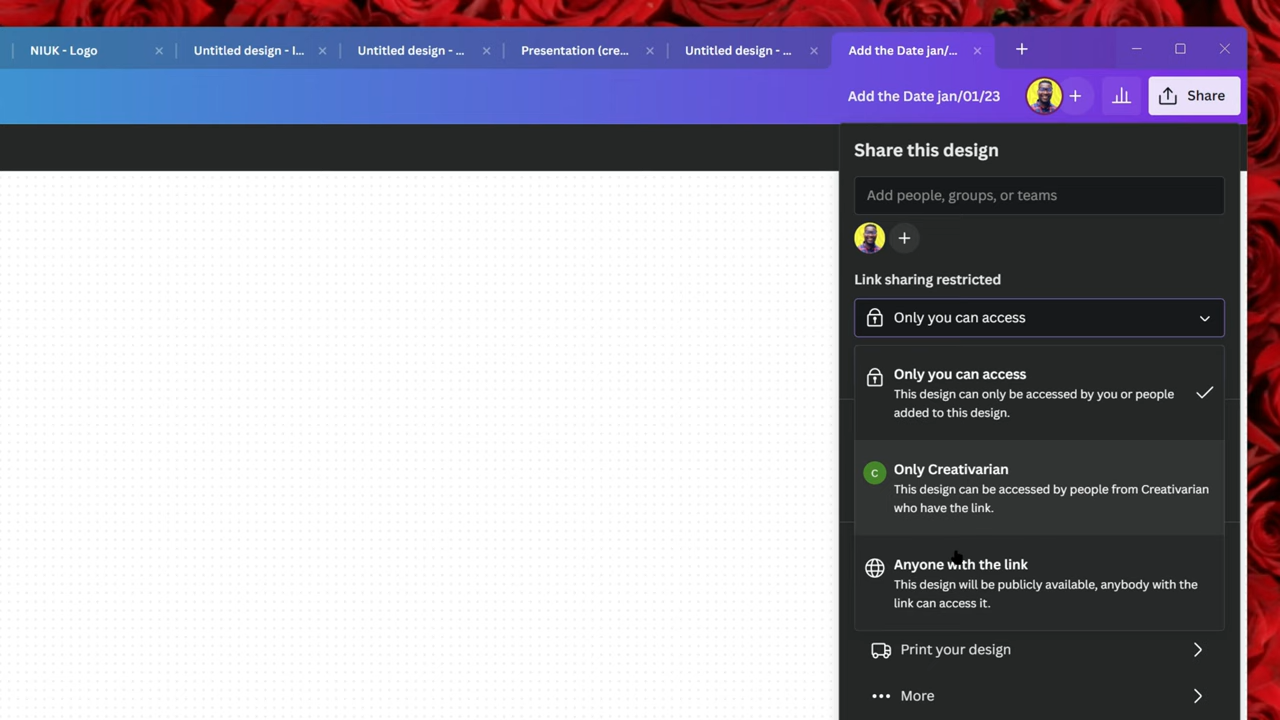 NIUK - Logo
Untitled design - I...
Untitled design - ...
Presentation (cre...
Untitled design - ...
Add the Date jan/...
Add the Date jan/01/23
Share
Share this design
Add people, groups, or teams
Link sharing restricted
Only you can access
Only you can access
This design can only be accessed by you or people
added to this design.
C
Only Creativarian
This design can be accessed by people from Creativarian
who have the link.
Anyone with the link
This design will be publicly available, anybody with the
link can access it.
Print your design
More